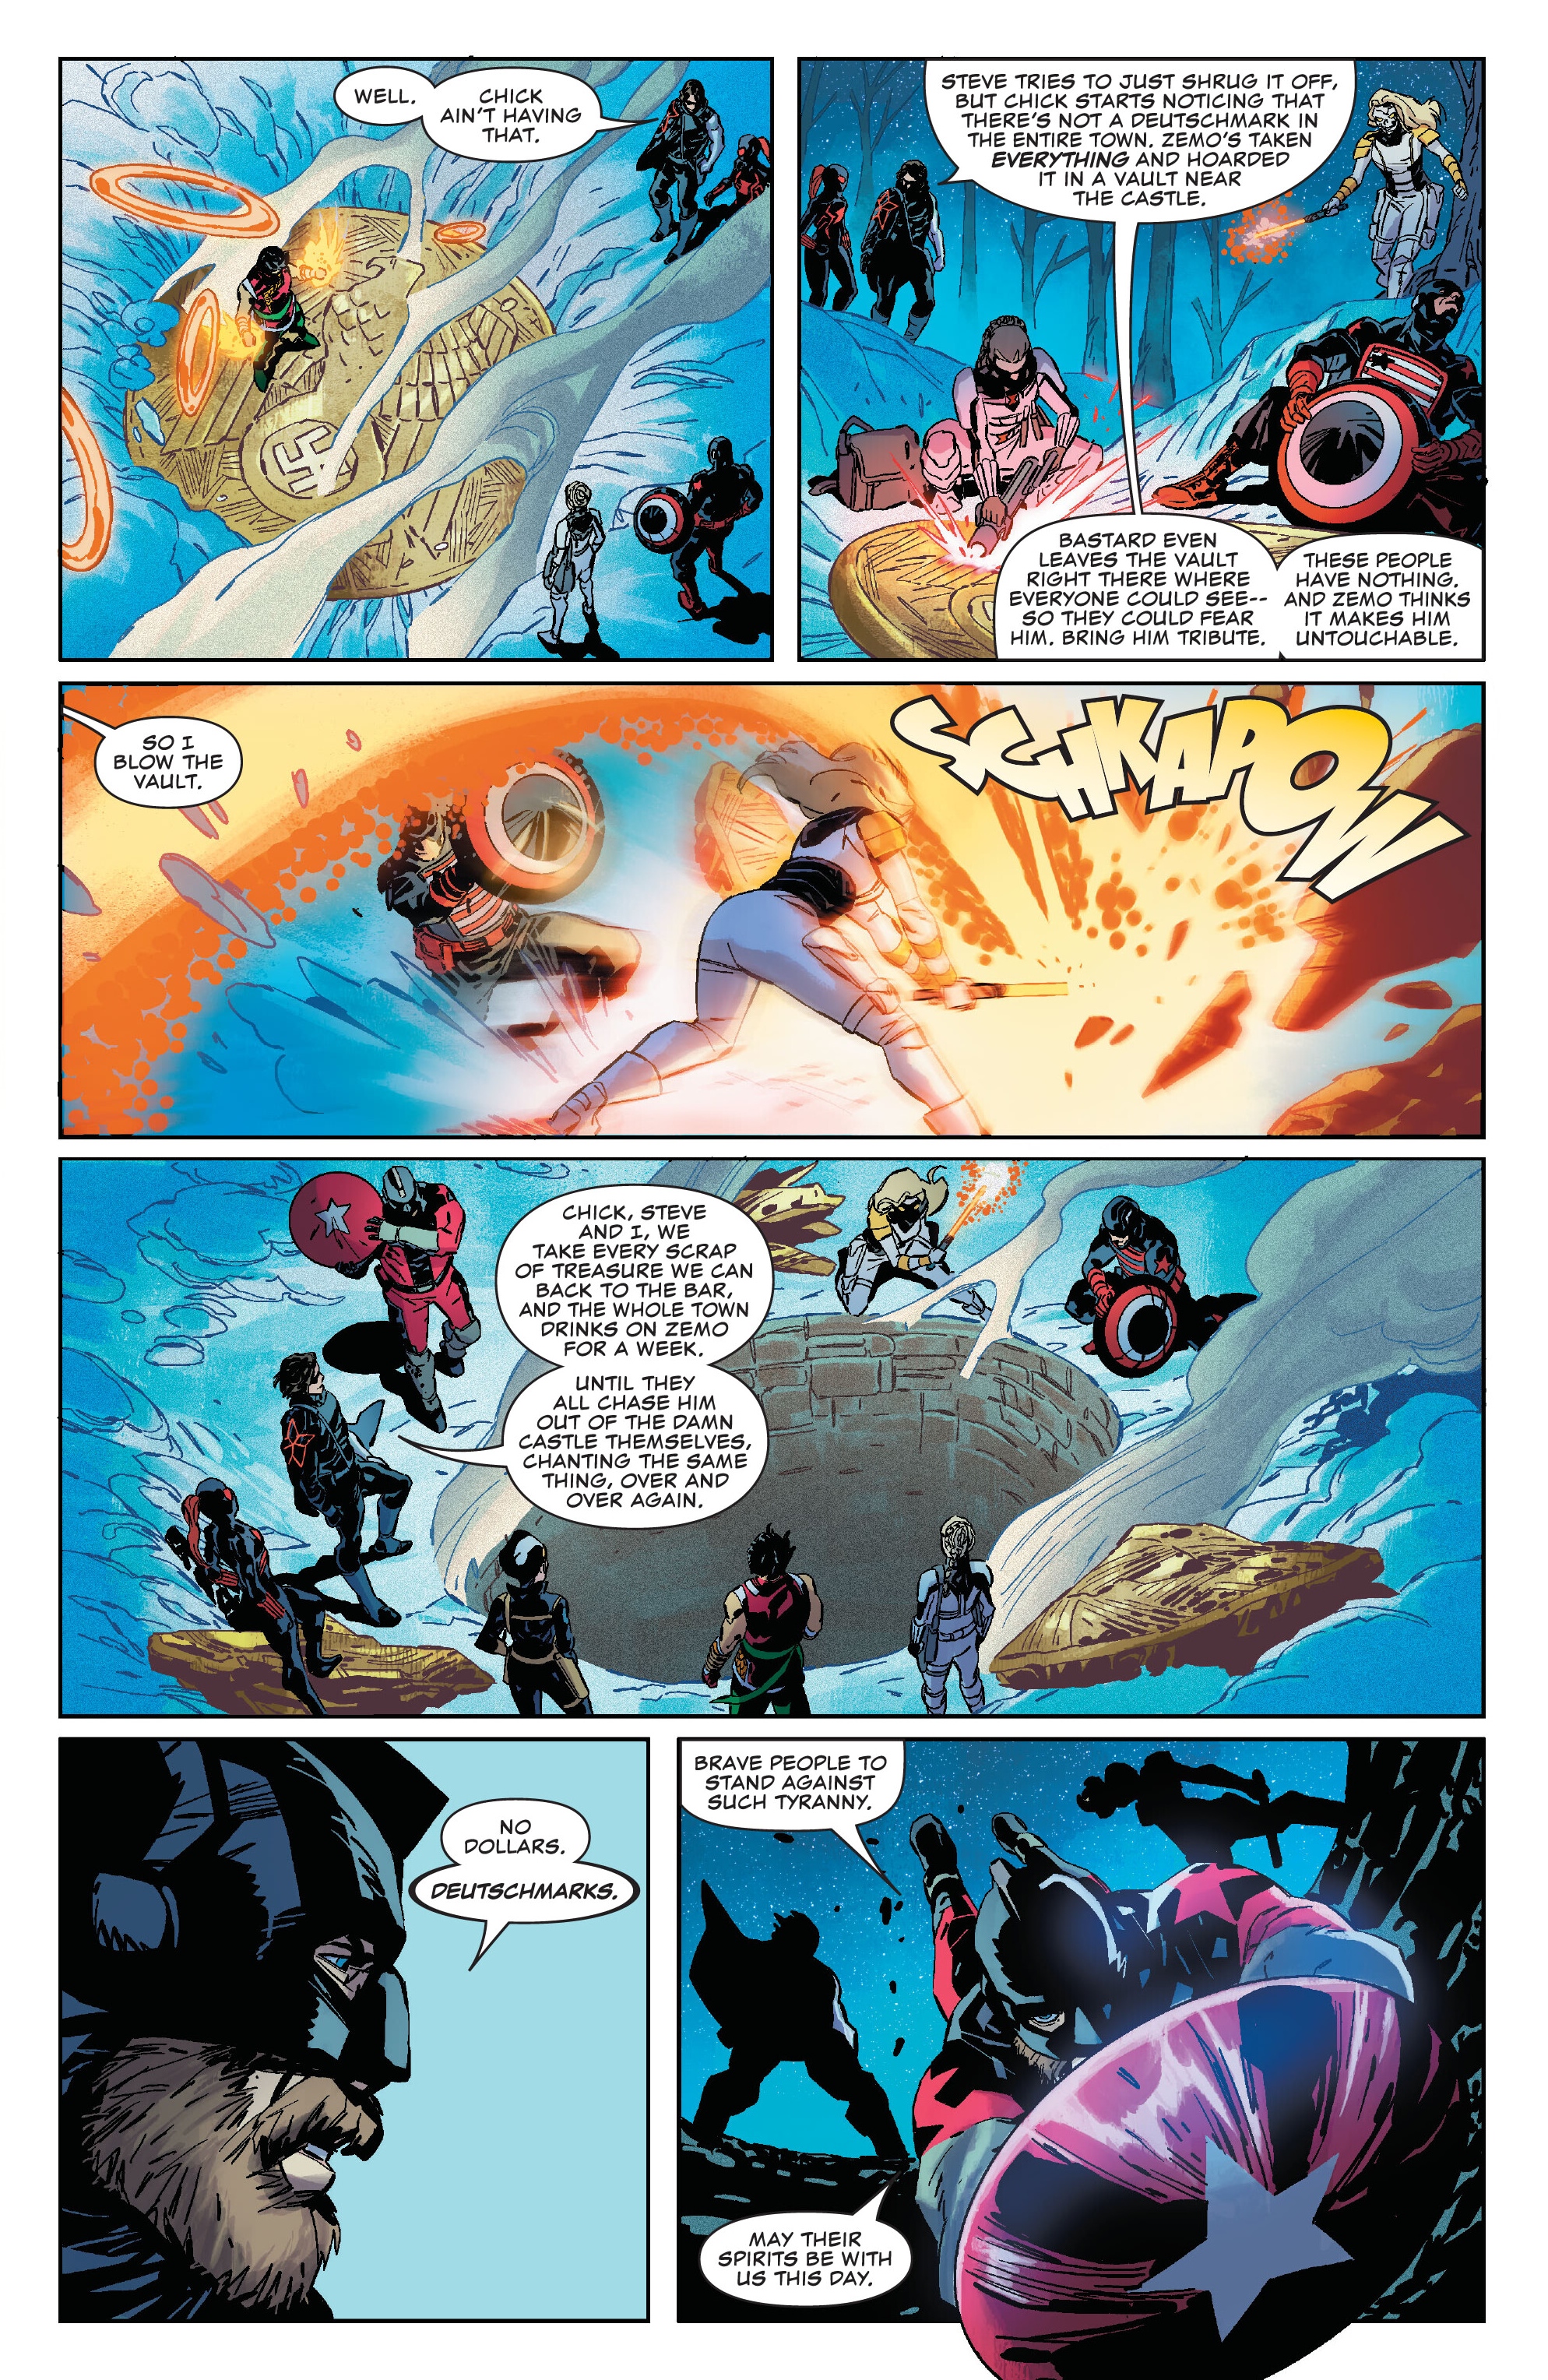 WELL.
CHICK
AIN'T HAVING
THAT.
STEVE TRIES TO JUST SHRUG IT OFF,
BUT CHICK STARTS NOTICING THAT
THERE'S NOT A DEUTSCHMARK IN
THE ENTIRE TOWN. ZEMO'S TAKEN
EVERYTHING AND HOARDED
IT IN A VAULT NEAR
THE CASTLE.
BASTARD EVEN
LEAVES THE VAULT
RIGHT THERE WHERE
EVERYONE COULD SEE--
SO THEY COULD FEAR
HIM. BRING HIM TRIBUTE.
THESE PEOPLE
HAVE NOTHING.
AND ZEMO THINKS
IT MAKES HIM
UNTOUCHABLE.
SO I
BLOW THE
VAULT.
SCHKAPOW
CHICK, STEVE
AND I, WE
TAKE EVERY SCRAP
OF TREASURE WE CAN
BACK TO THE BAR,
AND THE WHOLE TOWN
DRINKS ON ZEMO
FOR A WEEK.
UNTIL THEY
ALL CHASE HIM
OUT OF THE DAMN
CASTLE THEMSELVES,
CHANTING THE SAME
THING, OVER AND
OVER AGAIN.
NO
DOLLARS.
DEUTSCHMARKS.
BRAVE PEOPLE TO
STAND AGAINST
SUCH TYRANNY.
MAY THEIR
SPIRITS BE WITH
US THIS DAY.